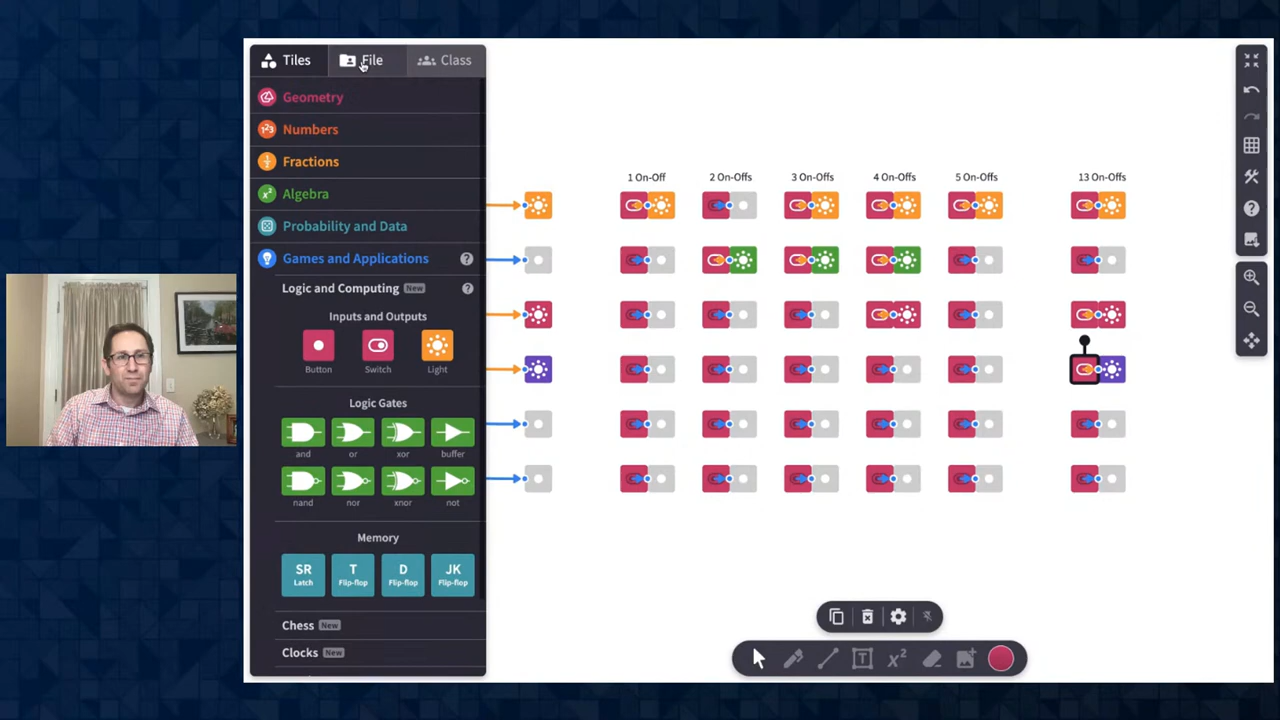 Tiles File Class
Geometry
Numbers
Fractions
Algebra
Probability and Data
Games and Applications ?
Logic and Computing New ?
Inputs and Outputs
Button Switch Light
Logic Gates
and or xor buffer
nand nor xnor not
Memory
SR T D JK
Latch Flip-flop Flip-flop Flip-flop
Chess New
Clocks New
1 On-Off 2 On-Offs 3 On-Offs 4 On-Offs 5 On-Offs 13 On-Offs